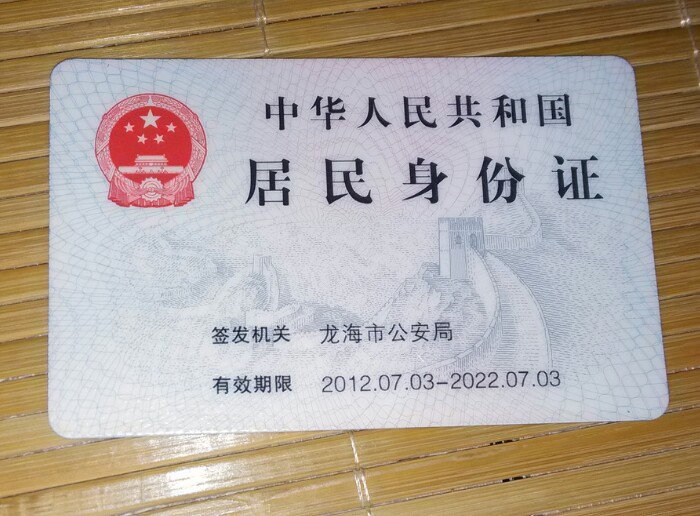 中华人民共和国
居民身份证
签发机关 龙海市公安局
有效期限 2012.07.03-2022.07.03